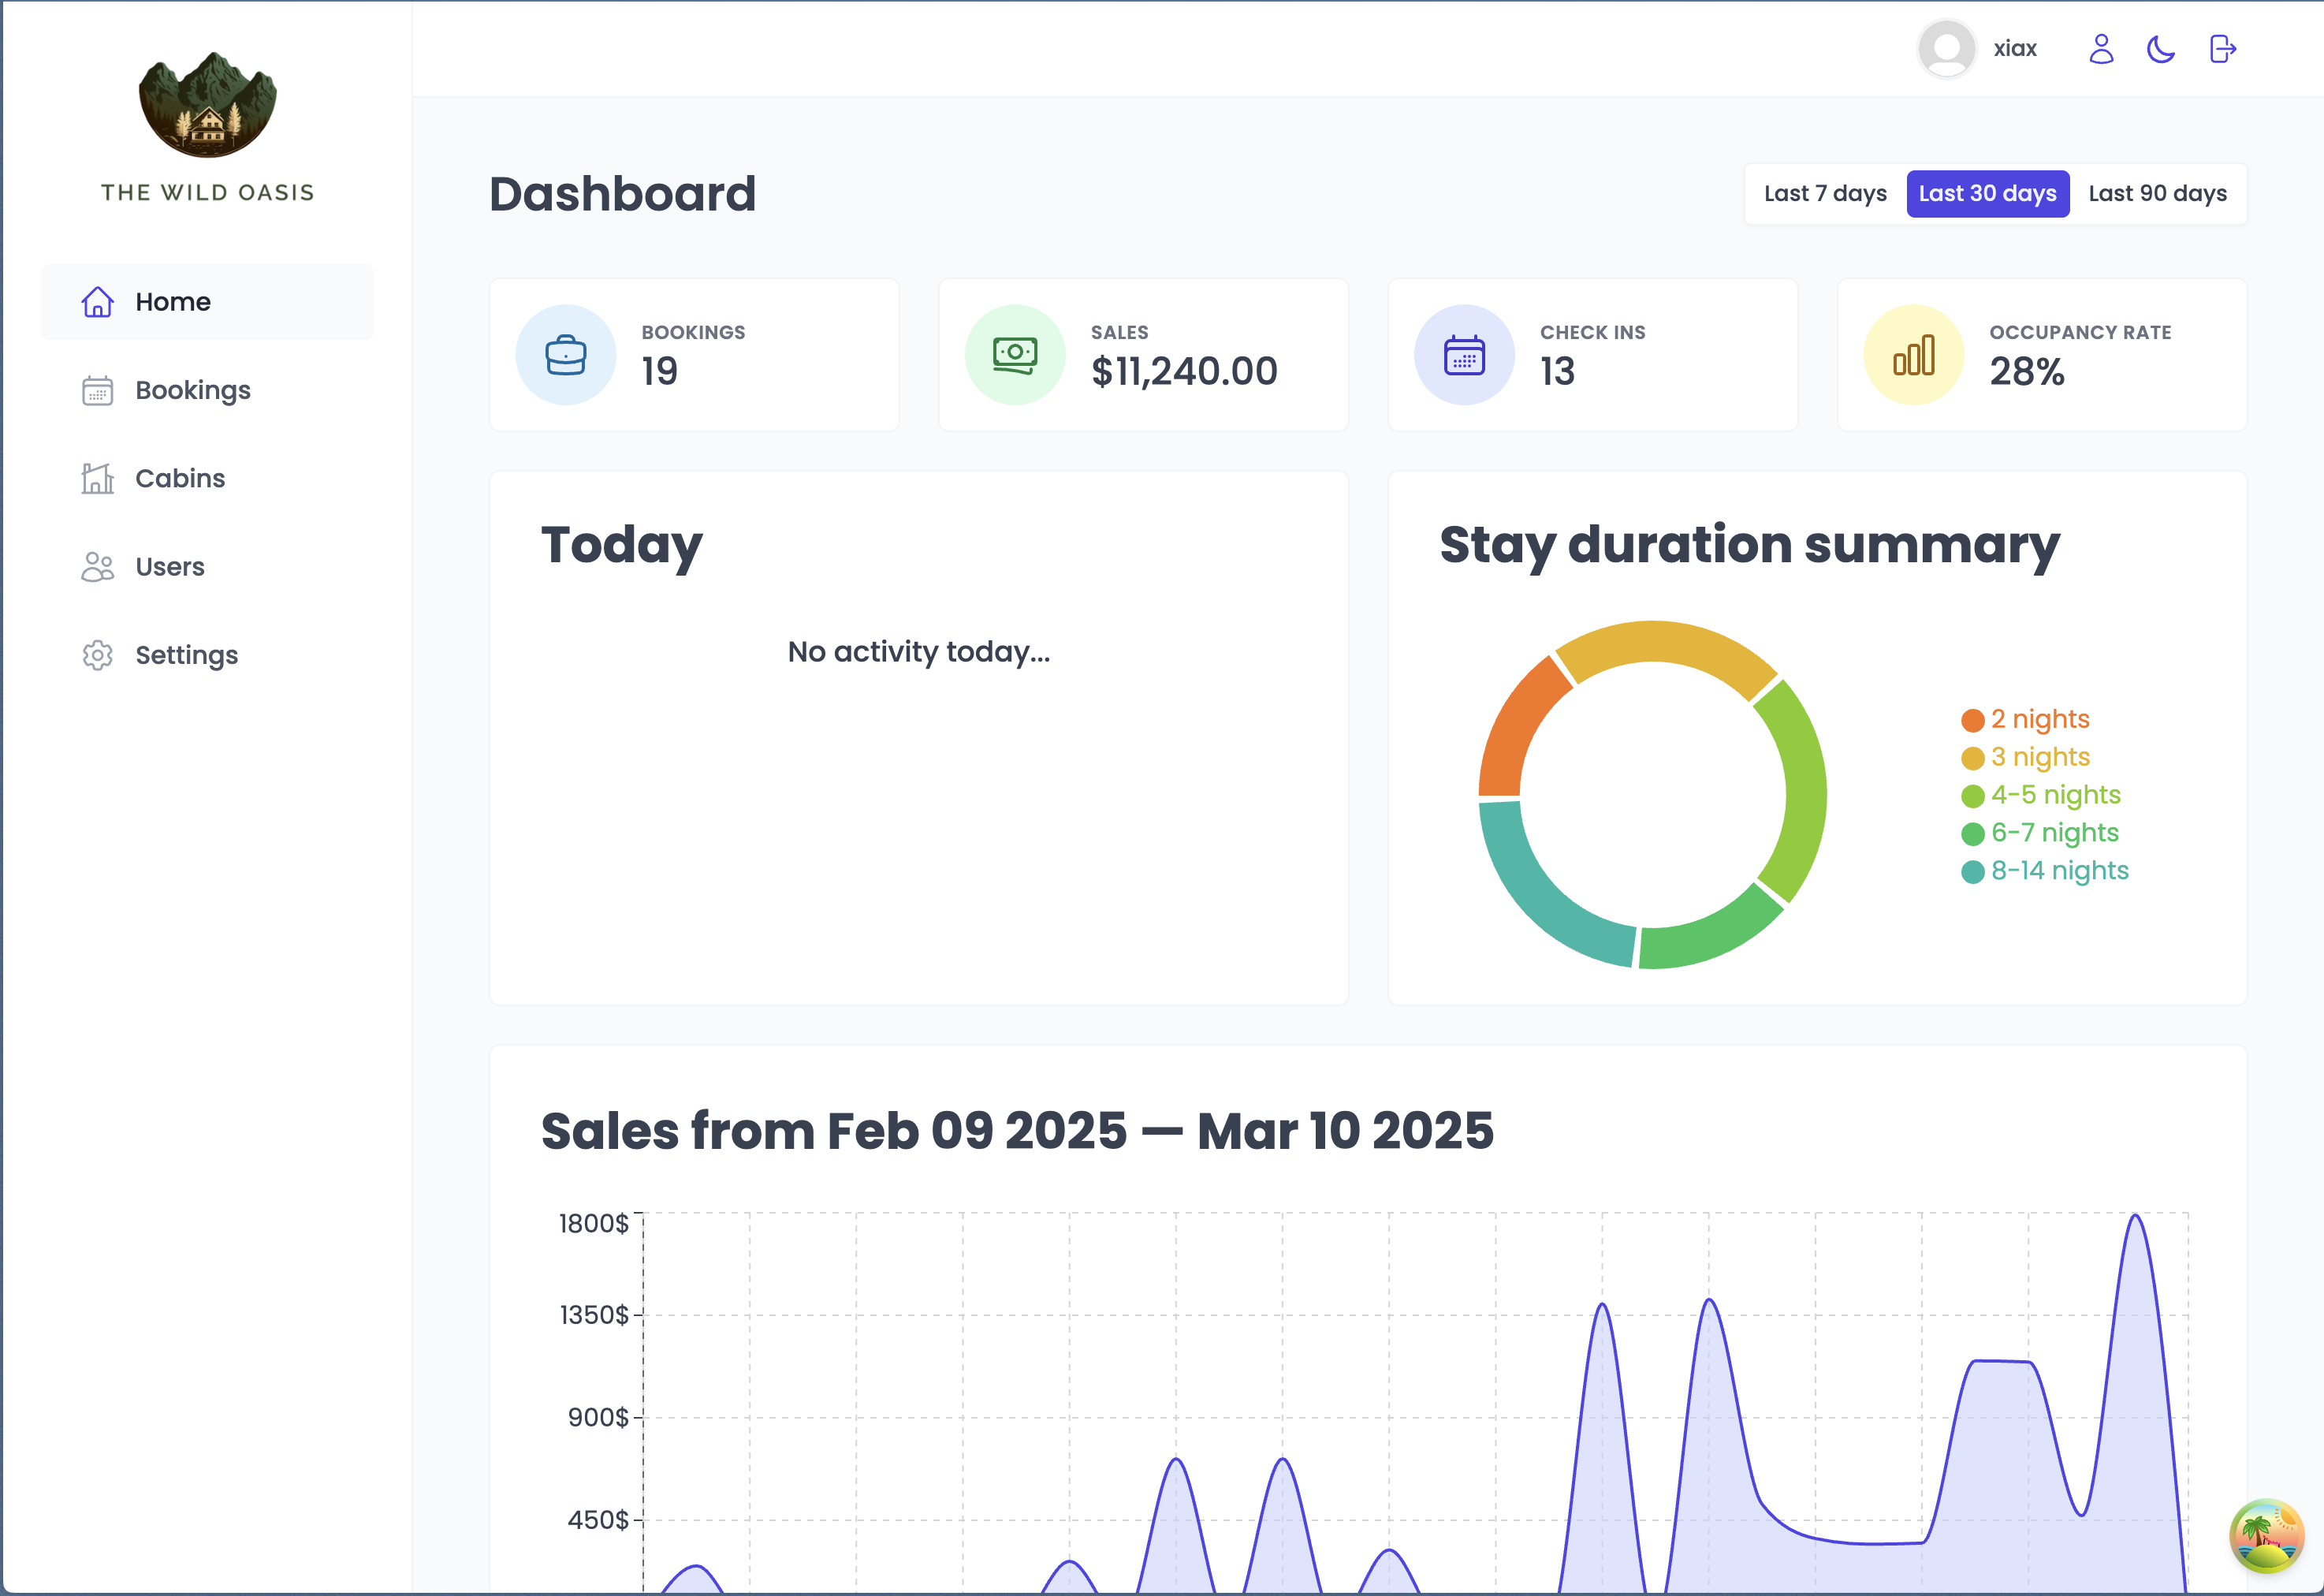 THE WILD OASIS
Home
Bookings
Cabins
Users
Settings
xiax
Dashboard
Last 7 days
Last 30 days
Last 90 days
BOOKINGS
19
SALES
$11,240.00
CHECK INS
13
OCCUPANCY RATE
28%
Today
No activity today...
Stay duration summary
2 nights
3 nights
4-5 nights
6-7 nights
8-14 nights
Sales from Feb 09 2025 — Mar 10 2025
1800$
1350$
900$
450$